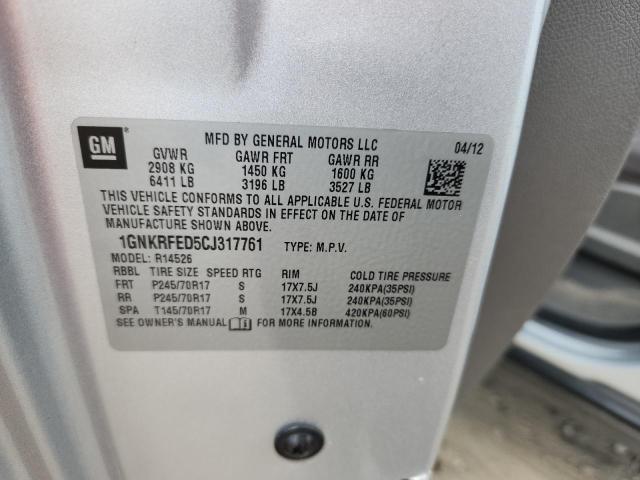 GM
MFD BY GENERAL MOTORS LLC 04/12
GVWR GAWR FRT GAWR RR
2908 KG 1450 KG 1600 KG
6411 LB 3196 LB 3527 LB
THIS VEHICLE CONFORMS TO ALL APPLICABLE U.S. FEDERAL MOTOR
VEHICLE SAFETY STANDARDS IN EFFECT ON THE DATE OF
MANUFACTURE SHOWN ABOVE.
1GNKRFED5CJ317761 TYPE: M.P.V.
MODEL: R14526
RBBL TIRE SIZE SPEED RTG RIM COLD TIRE PRESSURE
FRT P245/70R17 S 17X7.5J 240KPA(35PSI)
RR P245/70R17 S 17X7.5J 240KPA(35PSI)
SPA T145/70R17 M 17X4.5B 420KPA(60PSI)
SEE OWNER'S MANUAL FOR MORE INFORMATION.